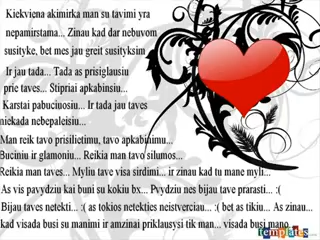 Kiekviena akimirka man su tavimi yra
nepamirstama... Zinau kad dar nebuvom
susityke, bet mes jau greit susityksim
Ir jau tada... Tada as prisiglausiu
prie taves... Stipriai apkabinsiu...
Karstai pabuciuosiu... Ir tada jau taves
niekada nebepaleisiu...
Man reik tavo prisilietimu, tavo apkabinimu...
Buciniu ir glamoniu... Reikia man tavo silumos...
Reikia man taves... Myliu tave visa sirdimi... ir zinau kad tu mane myli...
As vis pavyzdiu kai buni su kokiu bx... Pvydziu nes bijau tave prarasti... :(
Bijau taves netekti... :( as tokios netekties neistverciau... :( bet as tikiu... As zinau...
kad visada busi su manimi ir amzinai priklausysi tik man... visada busi mano
templates